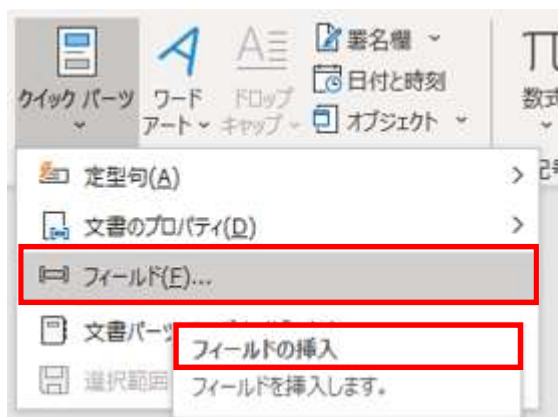 クイック パーツ
ワード
アート
ドロップ
キャップ
署名欄
日付と時刻
オブジェクト
数式
定型句(A)
文書のプロパティ(D)
フィールド(F)...
文書パーツ
フィールドの挿入
選択範囲
フィールドを挿入します。